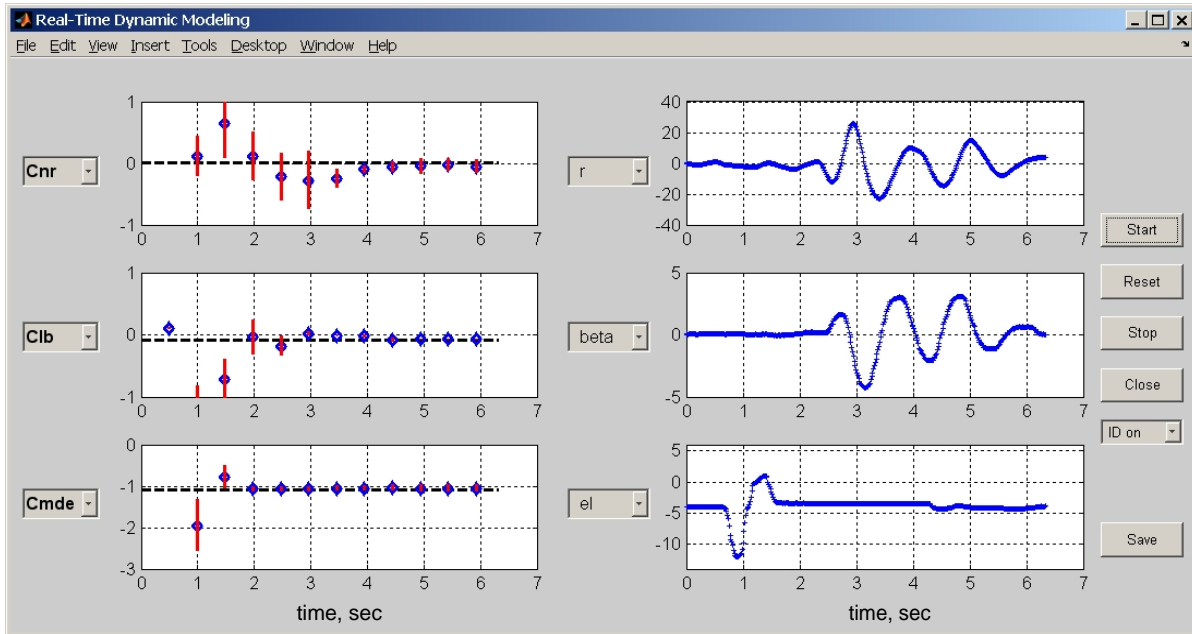 Real-Time Dynamic Modeling
File Edit View Insert Tools Desktop Window Help
Cnr
1
0
-1
0 1 2 3 4 5 6 7
r
40
20
0
-20
-40
0 1 2 3 4 5 6 7
Start
Clb
1
0
-1
0 1 2 3 4 5 6 7
beta
5
0
-5
0 1 2 3 4 5 6 7
Reset
Stop
Close
ID on
Cmde
0
-1
-2
-3
0 1 2 3 4 5 6 7
time, sec
el
5
0
-5
-10
0 1 2 3 4 5 6 7
time, sec
Save